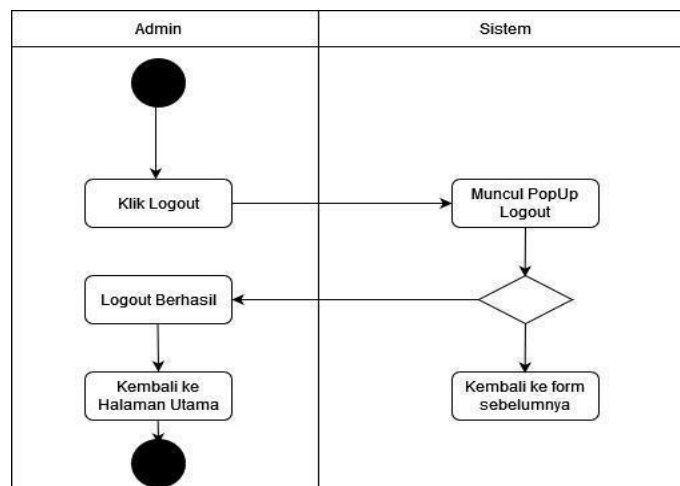 Admin
Sistem
Klik Logout
Muncul PopUp
Logout
Logout Berhasil
Kembali ke
Halaman Utama
Kembali ke form
sebelumnya